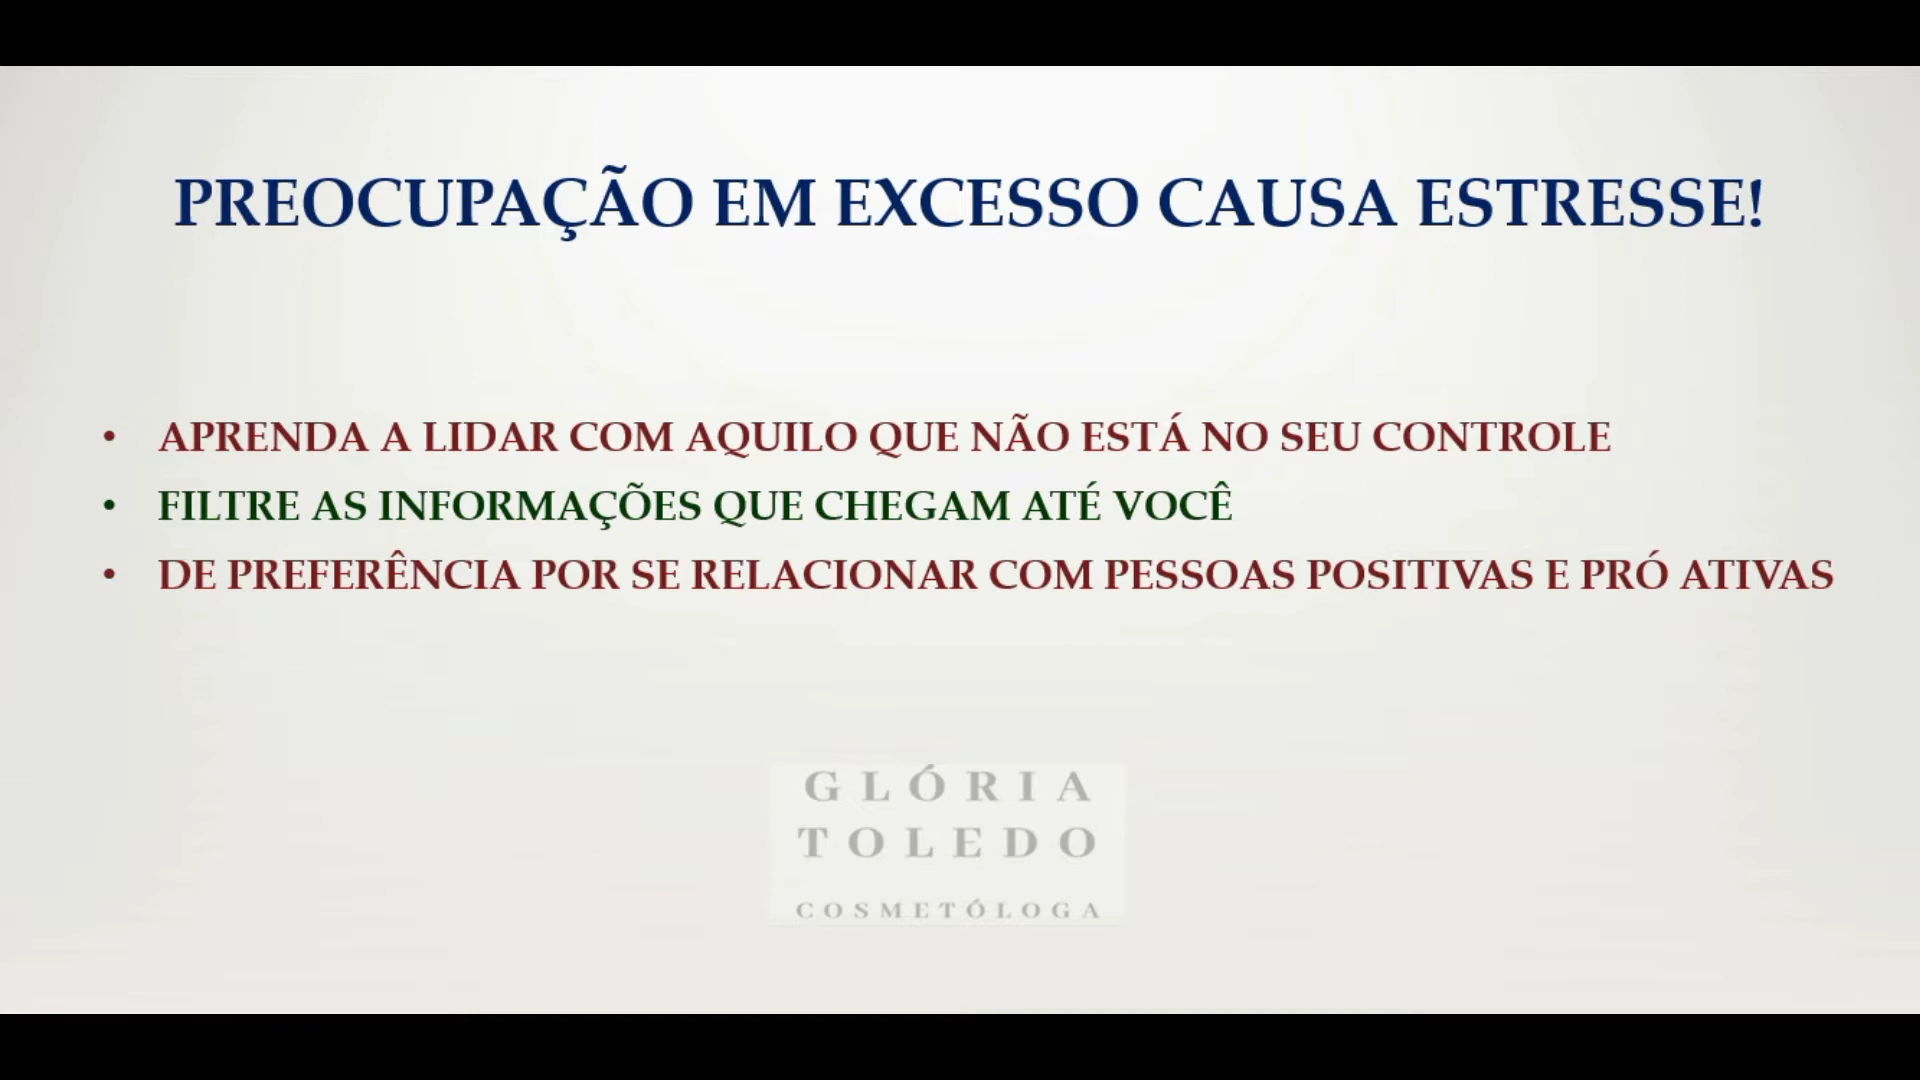 PREOCUPAÇÃO EM EXCESSO CAUSA ESTRESSE!
• APRENDA A LIDAR COM AQUILO QUE NÃO ESTÁ NO SEU CONTROLE
• FILTRE AS INFORMAÇÕES QUE CHEGAM ATÉ VOCÊ
• DE PREFERÊNCIA POR SE RELACIONAR COM PESSOAS POSITIVAS E PRÓ ATIVAS
GLÓRIA
TOLEDO
COSMETÓLOGA